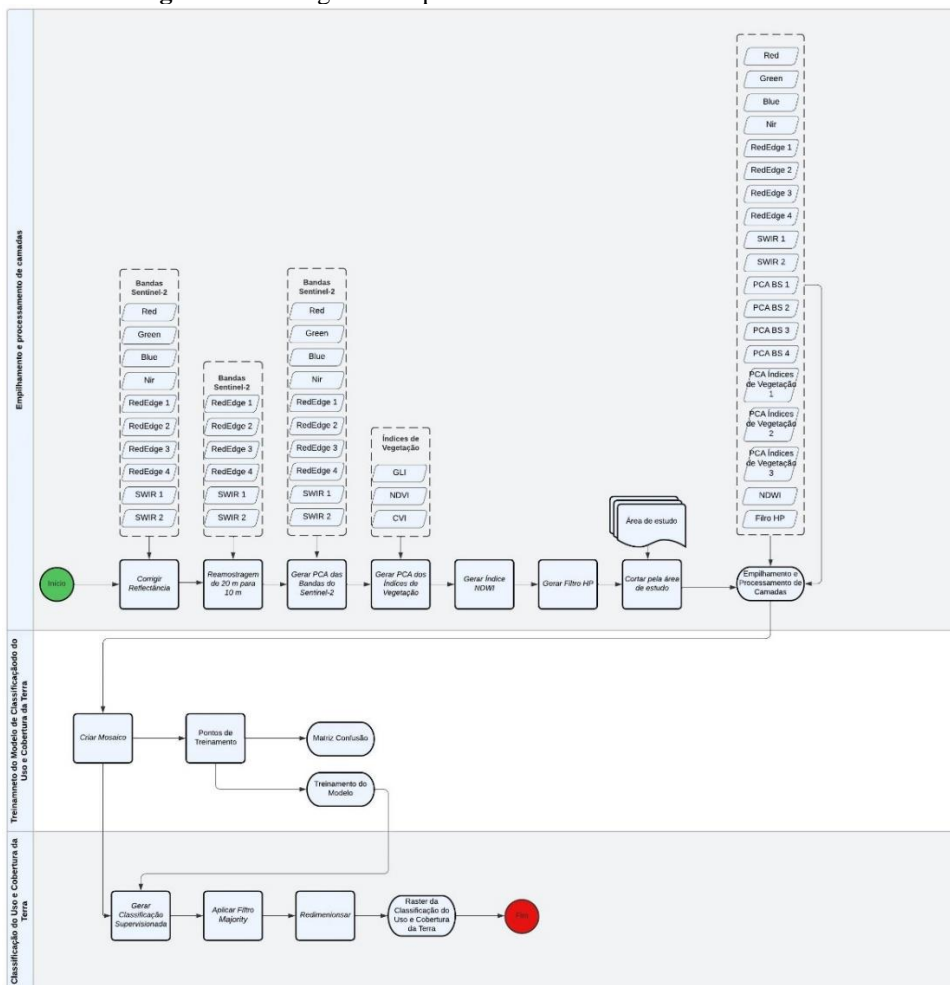 Empilhamento e processamento de camadas
Bandas
Sentinel-2
Red
Green
Blue
Nir
RedEdge 1
RedEdge 2
RedEdge 3
RedEdge 4
SWIR 1
SWIR 2
Bandas
Sentinel-2
RedEdge 1
RedEdge 2
RedEdge 3
RedEdge 4
SWIR 1
SWIR 2
Bandas
Sentinel-2
Red
Green
Blue
Nir
RedEdge 1
RedEdge 2
RedEdge 3
RedEdge 4
SWIR 1
SWIR 2
Índices de
Vegetação
GLI
NDVI
CVI
Área de estudo
Red
Green
Blue
Nir
RedEdge 1
RedEdge 2
RedEdge 3
RedEdge 4
SWIR 1
SWIR 2
PCA BS 1
PCA BS 2
PCA BS 3
PCA BS 4
PCA Índices
de Vegetação
1
PCA Índices
de Vegetação
2
PCA Índices
de Vegetação
3
NDWI
Filro HP
Início
Corrigir
Reflectância
Reamostragem
de 20 m para
10 m
Gerar PCA das
Bandas do
Sentinel-2
Gerar PCA dos
Índices de
Vegetação
Gerar Índice
NDWI
Gerar Filtro HP
Cortar pela área
de estudo
Empilhamento e
Processamento de
Camadas
Treinamneto do Modelo de Classificaçãodo do
Uso e Cobertura da Terra
Criar Mosaico
Pontos de
Treinamento
Matriz Confusão
Treinamento do
Modelo
Classificação do Uso e Cobertura da
Terra
Gerar
Classificação
Supervisionada
Aplicar Filtro
Majority
Redimenionsar
Raster da
Classificação do
Uso e Cobertura
da Terra
Fim